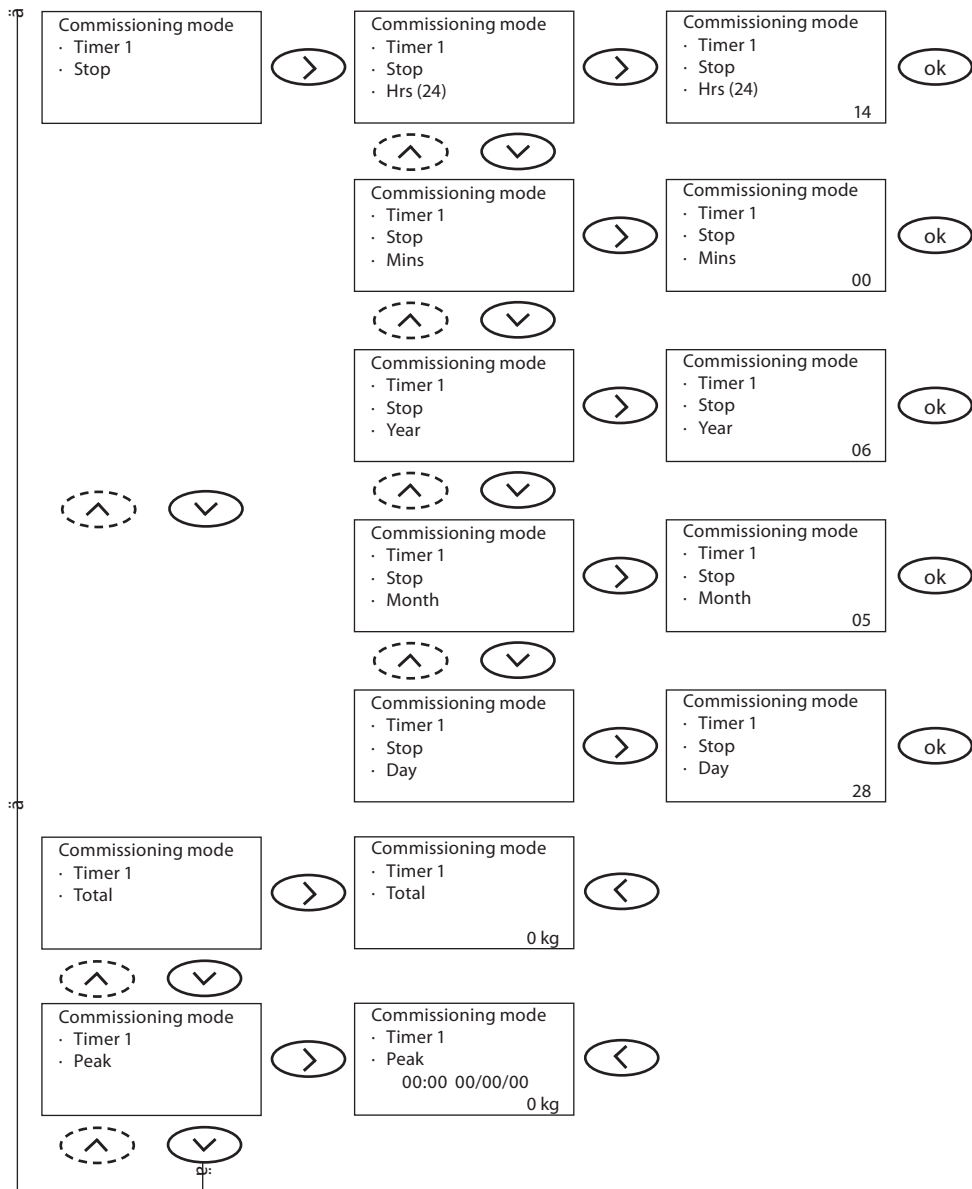 Commissioning mode
· Timer 1
· Stop
Commissioning mode
· Timer 1
· Stop
· Hrs (24)
Commissioning mode
· Timer 1
· Stop
· Hrs (24)
14
ok
Commissioning mode
· Timer 1
· Stop
· Mins
Commissioning mode
· Timer 1
· Stop
· Mins
00
ok
Commissioning mode
· Timer 1
· Stop
· Year
Commissioning mode
· Timer 1
· Stop
· Year
06
ok
Commissioning mode
· Timer 1
· Stop
· Month
Commissioning mode
· Timer 1
· Stop
· Month
05
ok
Commissioning mode
· Timer 1
· Stop
· Day
Commissioning mode
· Timer 1
· Stop
· Day
28
ok
Commissioning mode
· Timer 1
· Total
Commissioning mode
· Timer 1
· Total
0 kg
Commissioning mode
· Timer 1
· Peak
Commissioning mode
· Timer 1
· Peak
00:00 00/00/00
0 kg